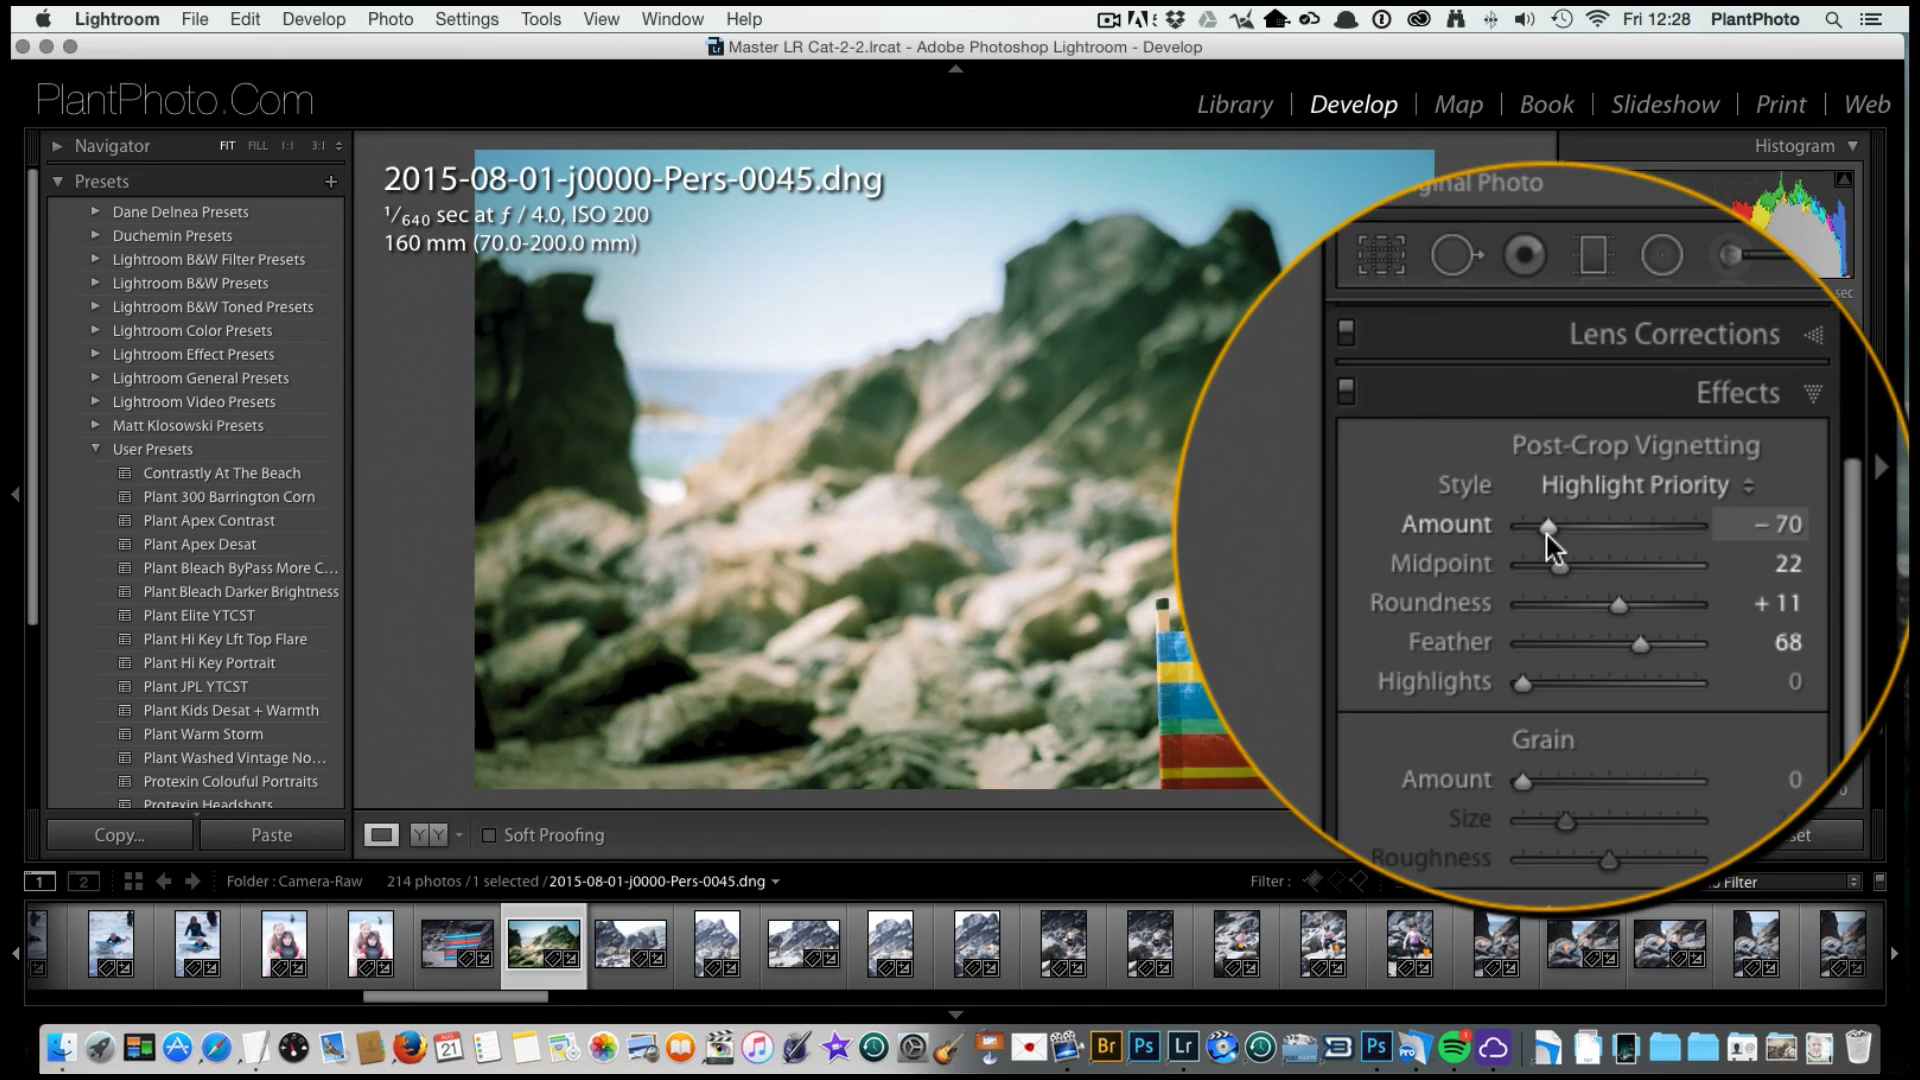 Lightroom File Edit Develop Photo Settings Tools View Window Help Fri 12:28 PlantPhoto
Master LR Cat-2-2.lrcat - Adobe Photoshop Lightroom - Develop
PlantPhoto.Com
Library | Develop | Map | Book | Slideshow | Print | Web
Navigator FIT FILL 1:1 3:1
Histogram
Presets +
Dane Delnea Presets
Duchemin Presets
Lightroom B&W Filter Presets
Lightroom B&W Presets
Lightroom B&W Toned Presets
Lightroom Color Presets
Lightroom Effect Presets
Lightroom General Presets
Lightroom Video Presets
Matt Klosowski Presets
User Presets
Contrastly At The Beach
Plant 300 Barrington Corn
Plant Apex Contrast
Plant Apex Desat
Plant Bleach ByPass More C...
Plant Bleach Darker Brightness
Plant Elite YTCST
Plant Hi Key Lft Top Flare
Plant Hi Key Portrait
Plant JPL YTCST
Plant Kids Desat + Warmth
Plant Warm Storm
Plant Washed Vintage No...
Protexin Colouful Portraits
Protexin Headshots
2015-08-01-j0000-Pers-0045.dng
1/640 sec at ƒ / 4.0, ISO 200
160 mm (70.0-200.0 mm)
Photo
sec
Lens Corrections
Effects
Post-Crop Vignetting
Style Highlight Priority
Amount – 70
Midpoint 22
Roundness + 11
Feather 68
Highlights 0
Grain
Amount 0
Size
Roughness
Copy... Paste
YY Soft Proofing
1 2 Folder : Camera-Raw 214 photos / 1 selected / 2015-08-01-j0000-Pers-0045.dng Filter : Filter
21 Br Ps Lr Ps